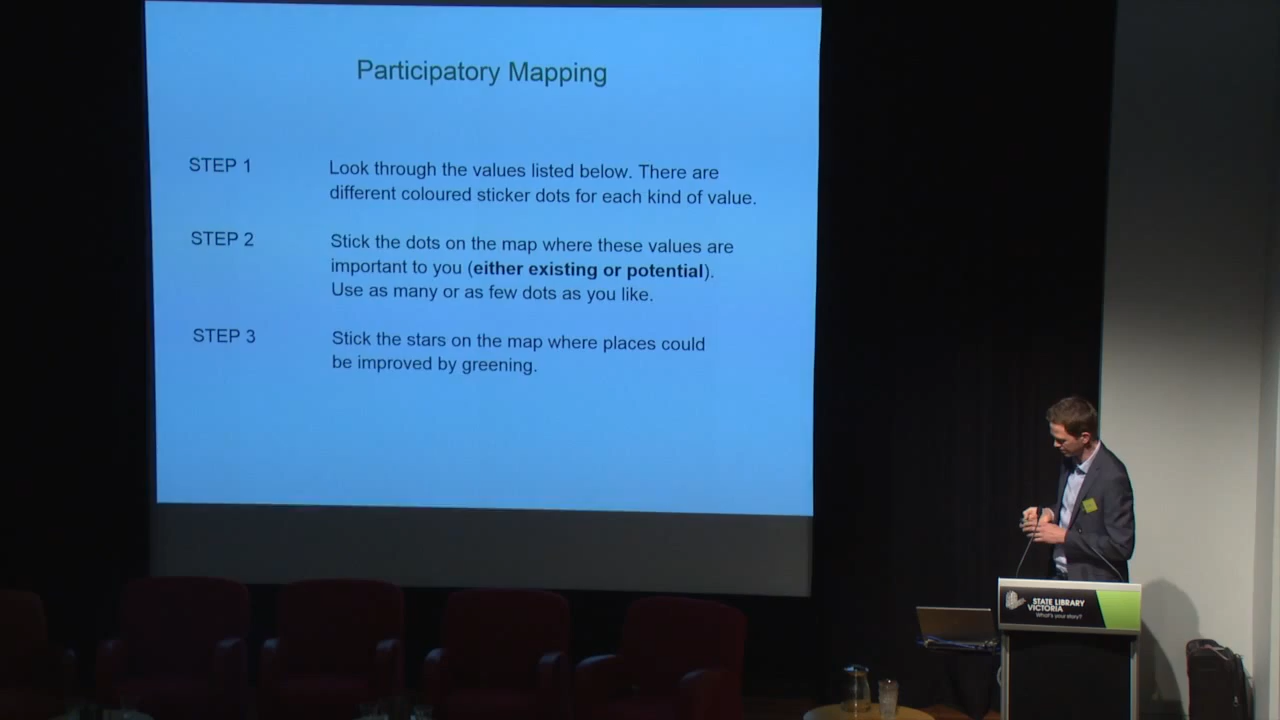 Participatory Mapping
STEP 1
Look through the values listed below. There are
different coloured sticker dots for each kind of value.
STEP 2
Stick the dots on the map where these values are
important to you (either existing or potential).
Use as many or as few dots as you like.
STEP 3
Stick the stars on the map where places could
be improved by greening.
STATE LIBRARY
VICTORIA
What's your story?